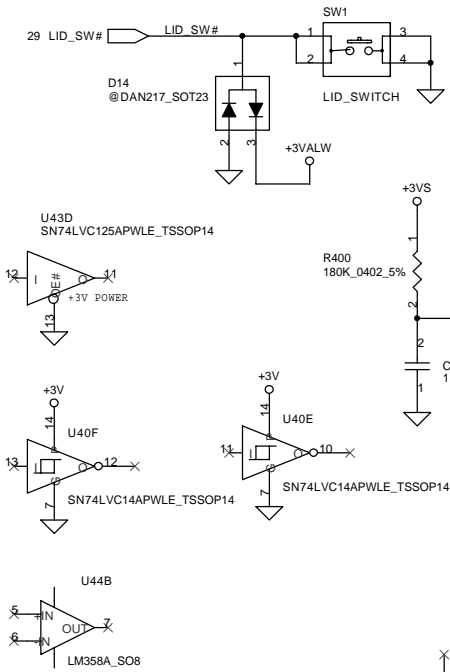 SW1
29 LID_SW#
LID_SW#
1 3
2 4
LID_SWITCH
D14
@DAN217_SOT23
1
2
3
+3VALW
U43D
SN74LVC125APWLE_TSSOP14
12 I O 11
OE#
13
+3V POWER
+3VS
1
R400
180K_0402_5%
2
2
C
1
1
+3V
14
U40F
P
13 I O 12
G
7
SN74LVC14APWLE_TSSOP14
+3V
14
U40E
P
11 I O 10
G
7
SN74LVC14APWLE_TSSOP14
U44B
5 +IN
OUT 7
6 -IN
LM358A_SO8